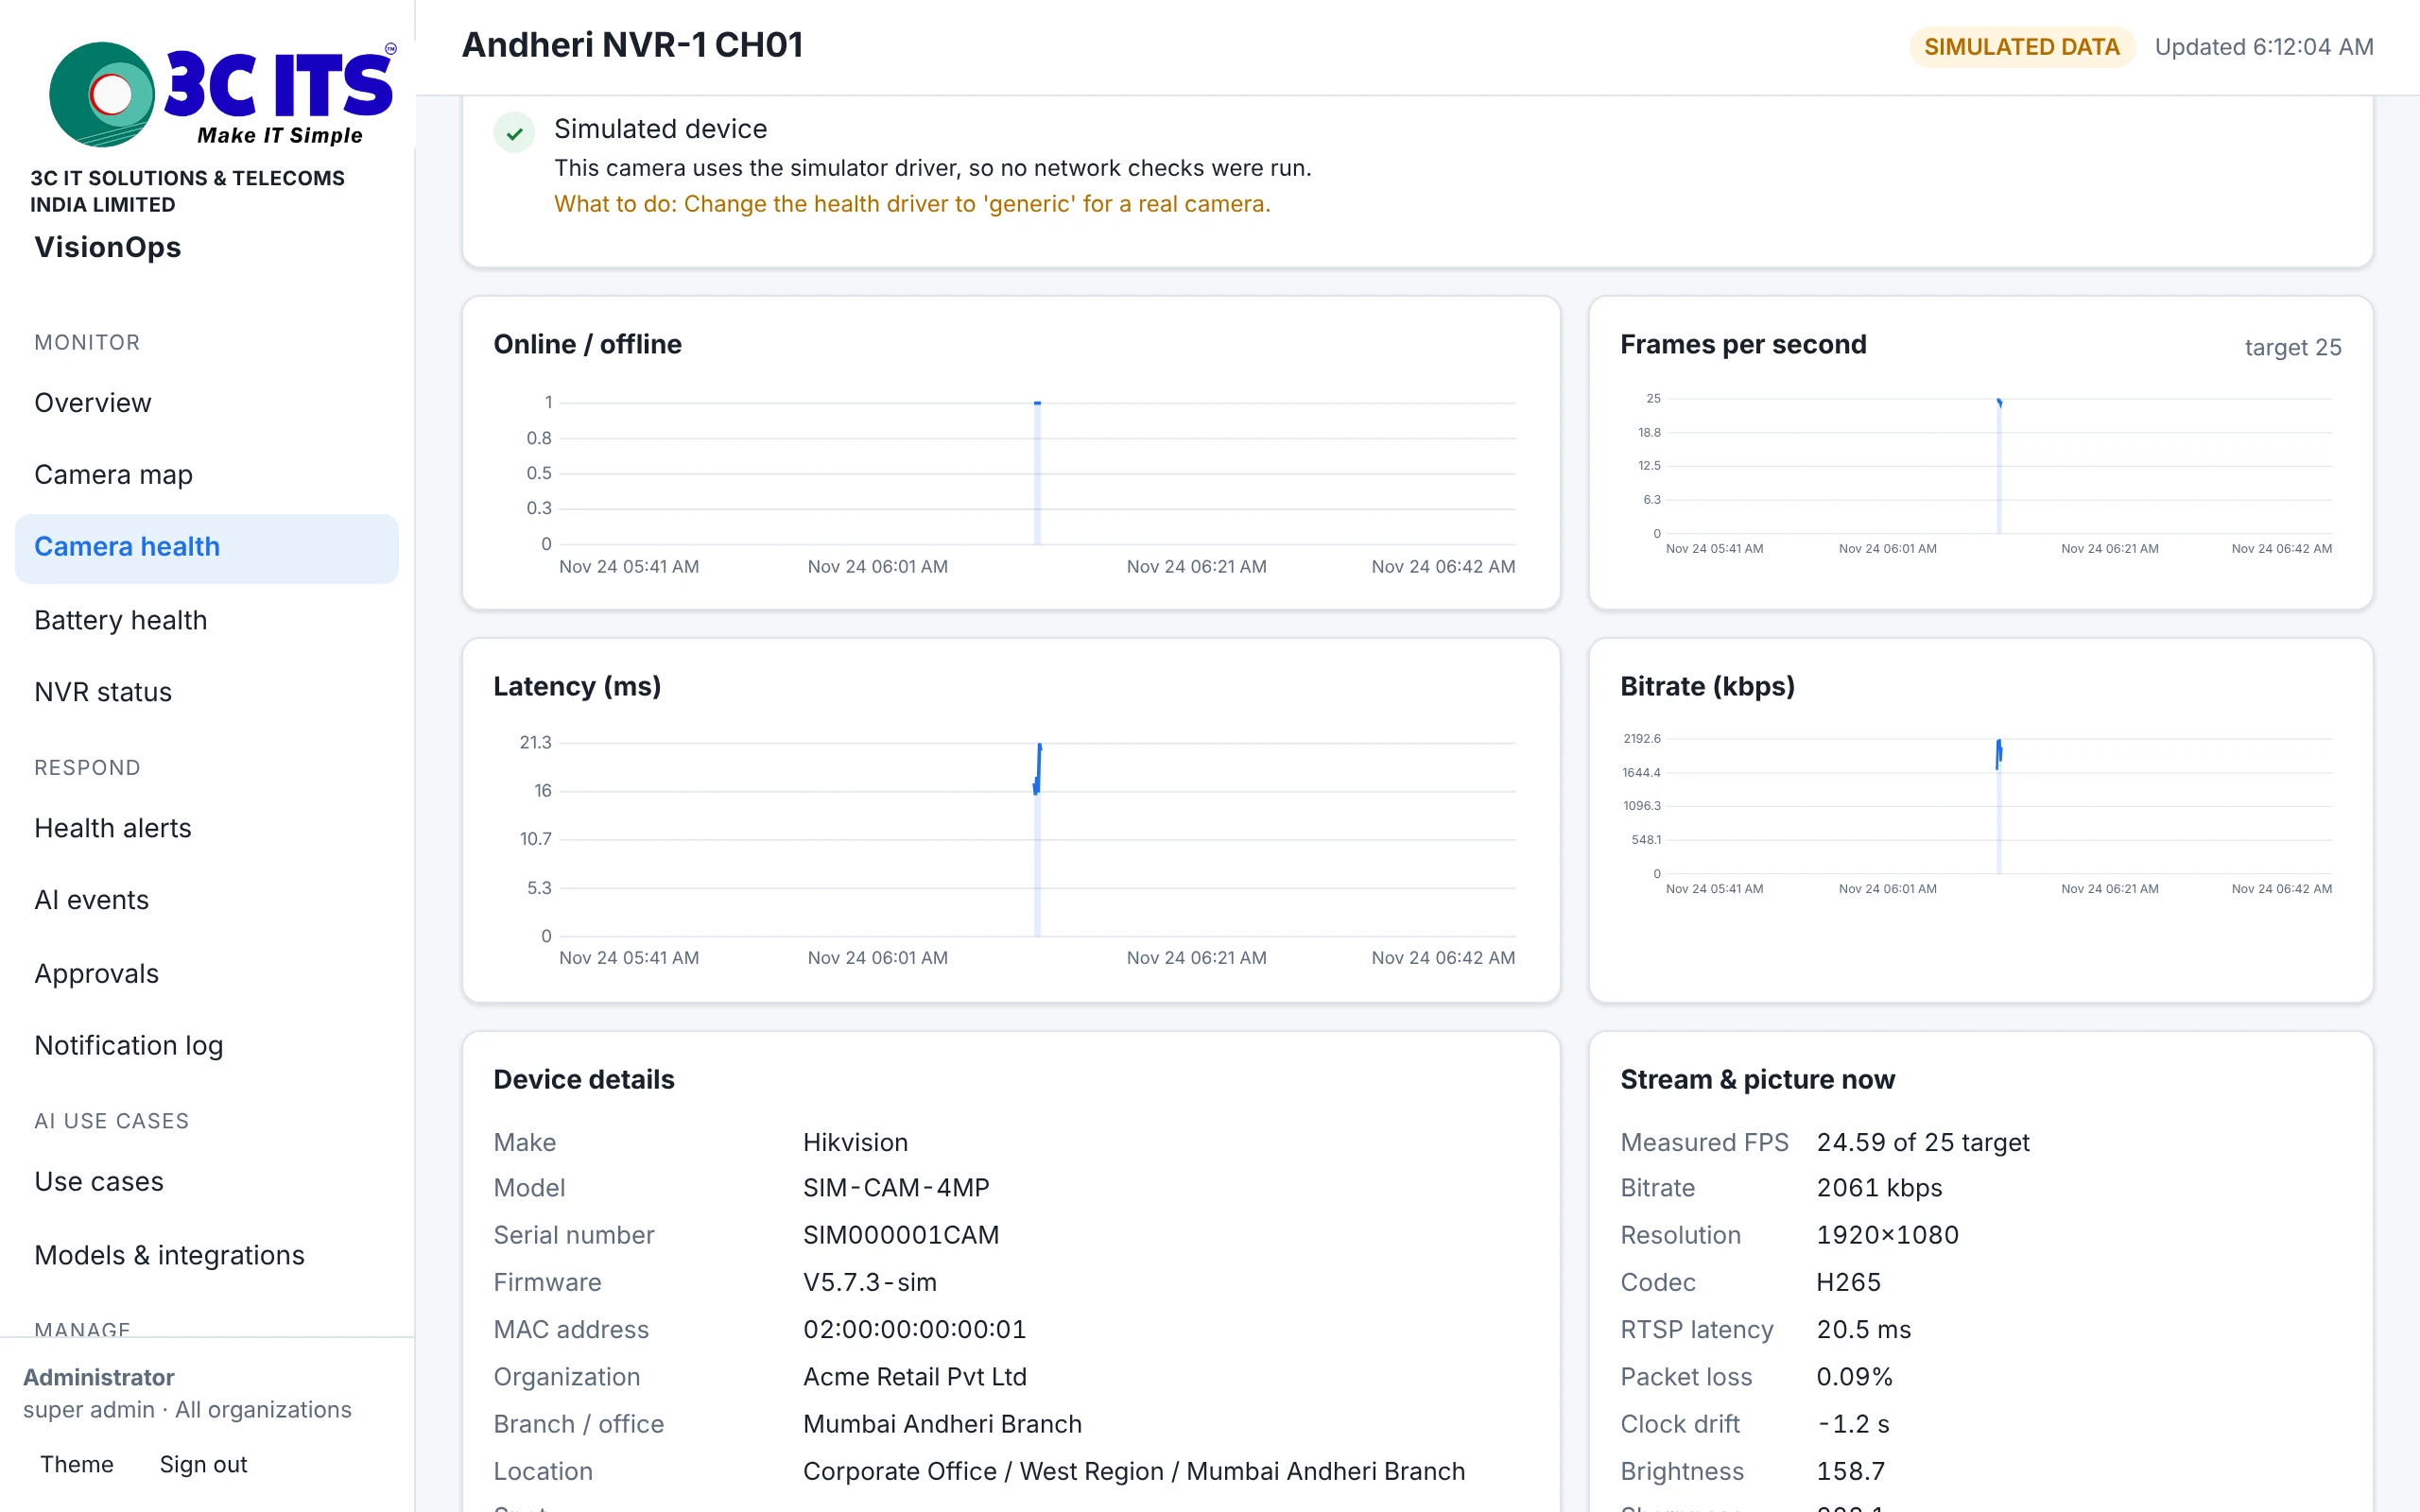 3C ITS
TM
Make IT Simple
3C IT SOLUTIONS & TELECOMS
INDIA LIMITED
VisionOps
MONITOR
Overview
Camera map
Camera health
Battery health
NVR status
RESPOND
Health alerts
AI events
Approvals
Notification log
AI USE CASES
Use cases
Models & integrations
MANAGE
Administrator
super admin · All organizations
Theme Sign out
Andheri NVR-1 CH01
SIMULATED DATA Updated 6:12:04 AM
Simulated device
This camera uses the simulator driver, so no network checks were run.
What to do: Change the health driver to 'generic' for a real camera.
Online / offline
1
0.8
0.5
0.3
0
Nov 24 05:41 AM Nov 24 06:01 AM Nov 24 06:21 AM Nov 24 06:42 AM
Frames per second target 25
25
18.8
12.5
6.3
0
Nov 24 05:41 AM Nov 24 06:01 AM Nov 24 06:21 AM Nov 24 06:42 AM
Latency (ms)
21.3
16
10.7
5.3
0
Nov 24 05:41 AM Nov 24 06:01 AM Nov 24 06:21 AM Nov 24 06:42 AM
Bitrate (kbps)
2192.6
1644.4
1096.3
548.1
0
Nov 24 05:41 AM Nov 24 06:01 AM Nov 24 06:21 AM Nov 24 06:42 AM
Device details
Make Hikvision
Model SIM-CAM-4MP
Serial number SIM000001CAM
Firmware V5.7.3-sim
MAC address 02:00:00:00:00:01
Organization Acme Retail Pvt Ltd
Branch / office Mumbai Andheri Branch
Location Corporate Office / West Region / Mumbai Andheri Branch
Stream & picture now
Measured FPS 24.59 of 25 target
Bitrate 2061 kbps
Resolution 1920×1080
Codec H265
RTSP latency 20.5 ms
Packet loss 0.09%
Clock drift -1.2 s
Brightness 158.7